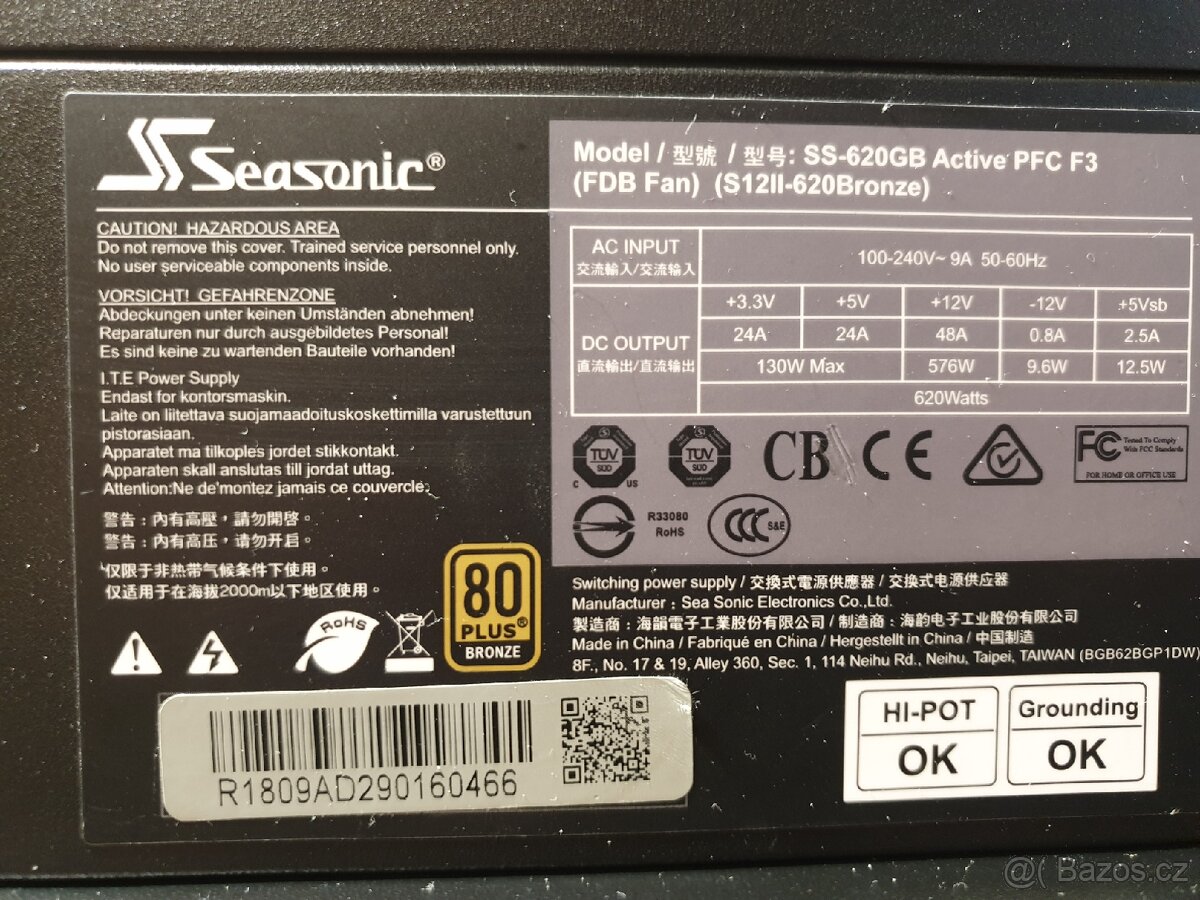 Seasonic®
CAUTION! HAZARDOUS AREA
Do not remove this cover. Trained service personnel only.
No user serviceable components inside.
VORSICHT! GEFAHRENZONE
Abdeckungen unter keinen Umständen abnehmen!
Reparaturen nur durch ausgebildetes Personal!
Es sind keine zu wartenden Bauteile vorhanden!
I.T.E Power Supply
Endast for kontorsmaskin.
Laite on liitettava suojamaadoituskoskettimilla varustettuun
pistorasiaan.
Apparatet ma tilkoples jordet stikkontakt.
Apparaten skall anslutas till jordat uttag.
Attention:Ne de'montez jamais ce couvercle.
警告：內有高壓，請勿開啓。
警告：内有高压，请勿开启。
仅限于非热带气候条件下使用。
仅适用于在海拔2000m以下地区使用。
RoHS
80
PLUS®
BRONZE
R1809AD290160466
Model / 型號 / 型号: SS-620GB Active PFC F3
(FDB Fan) (S12II-620Bronze)
AC INPUT 100-240V~ 9A 50-60Hz
交流輸入/交流输入
+3.3V +5V +12V -12V +5Vsb
DC OUTPUT 24A 24A 48A 0.8A 2.5A
直流輸出/直流输出 130W Max 576W 9.6W 12.5W
620Watts
TUV SUD C US
TUV SUD
CB CE
FC Tested To Comply
With FCC Standards
FOR HOME OR OFFICE USE
R33080
RoHS
CCC S&E
Switching power supply / 交換式電源供應器 / 交换式电源供应器
Manufacturer : Sea Sonic Electronics Co.,Ltd.
製造商 : 海韻電子工業股份有限公司 / 制造商 : 海韵电子工业股份有限公司
Made in China / Fabriqué en China / Hergestellt in China / 中国制造
8F., No. 17 & 19, Alley 360, Sec. 1, 114 Neihu Rd., Neihu, Taipei, TAIWAN (BGB62BGP1DW)
HI-POT
OK
Grounding
OK
@( Bazos.cz